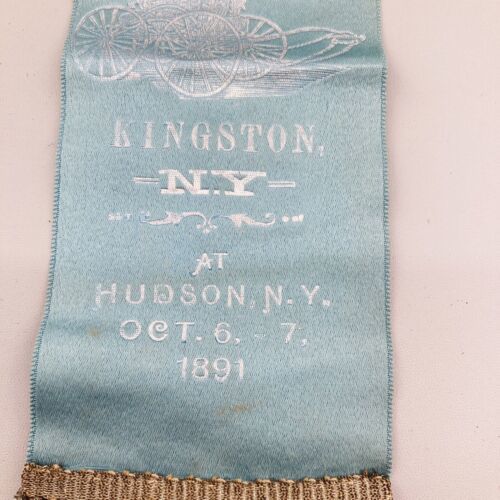 KINGSTON,
N.Y
AT
HUDSON, N.Y.
OCT. 6, - 7,
1891